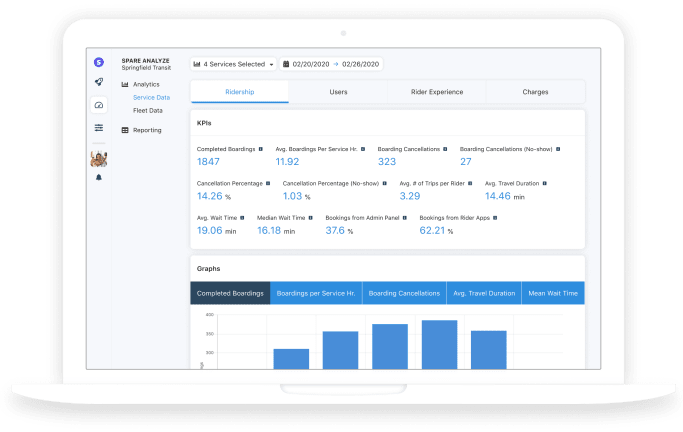 SPARE ANALYZE
Springfield Transit
Analytics
Service Data
Fleet Data
Reporting
4 Services Selected
02/20/2020 → 02/26/2020
Ridership
Users
Rider Experience
Charges
KPIs
Completed Boardings
1847
Avg. Boardings Per Service Hr.
11.92
Boarding Cancellations
323
Boarding Cancellations (No-show)
27
Cancellation Percentage
14.26 %
Cancellation Percentage (No-show)
1.03 %
Avg. # of Trips per Rider
3.29
Avg. Travel Duration
14.46 min
Avg. Wait Time
19.06 min
Median Wait Time
16.18 min
Bookings from Admin Panel
37.6 %
Bookings from Rider Apps
62.21 %
Graphs
Completed Boardings
Boardings per Service Hr.
Boarding Cancellations
Avg. Travel Duration
Mean Wait Time
400
350
300